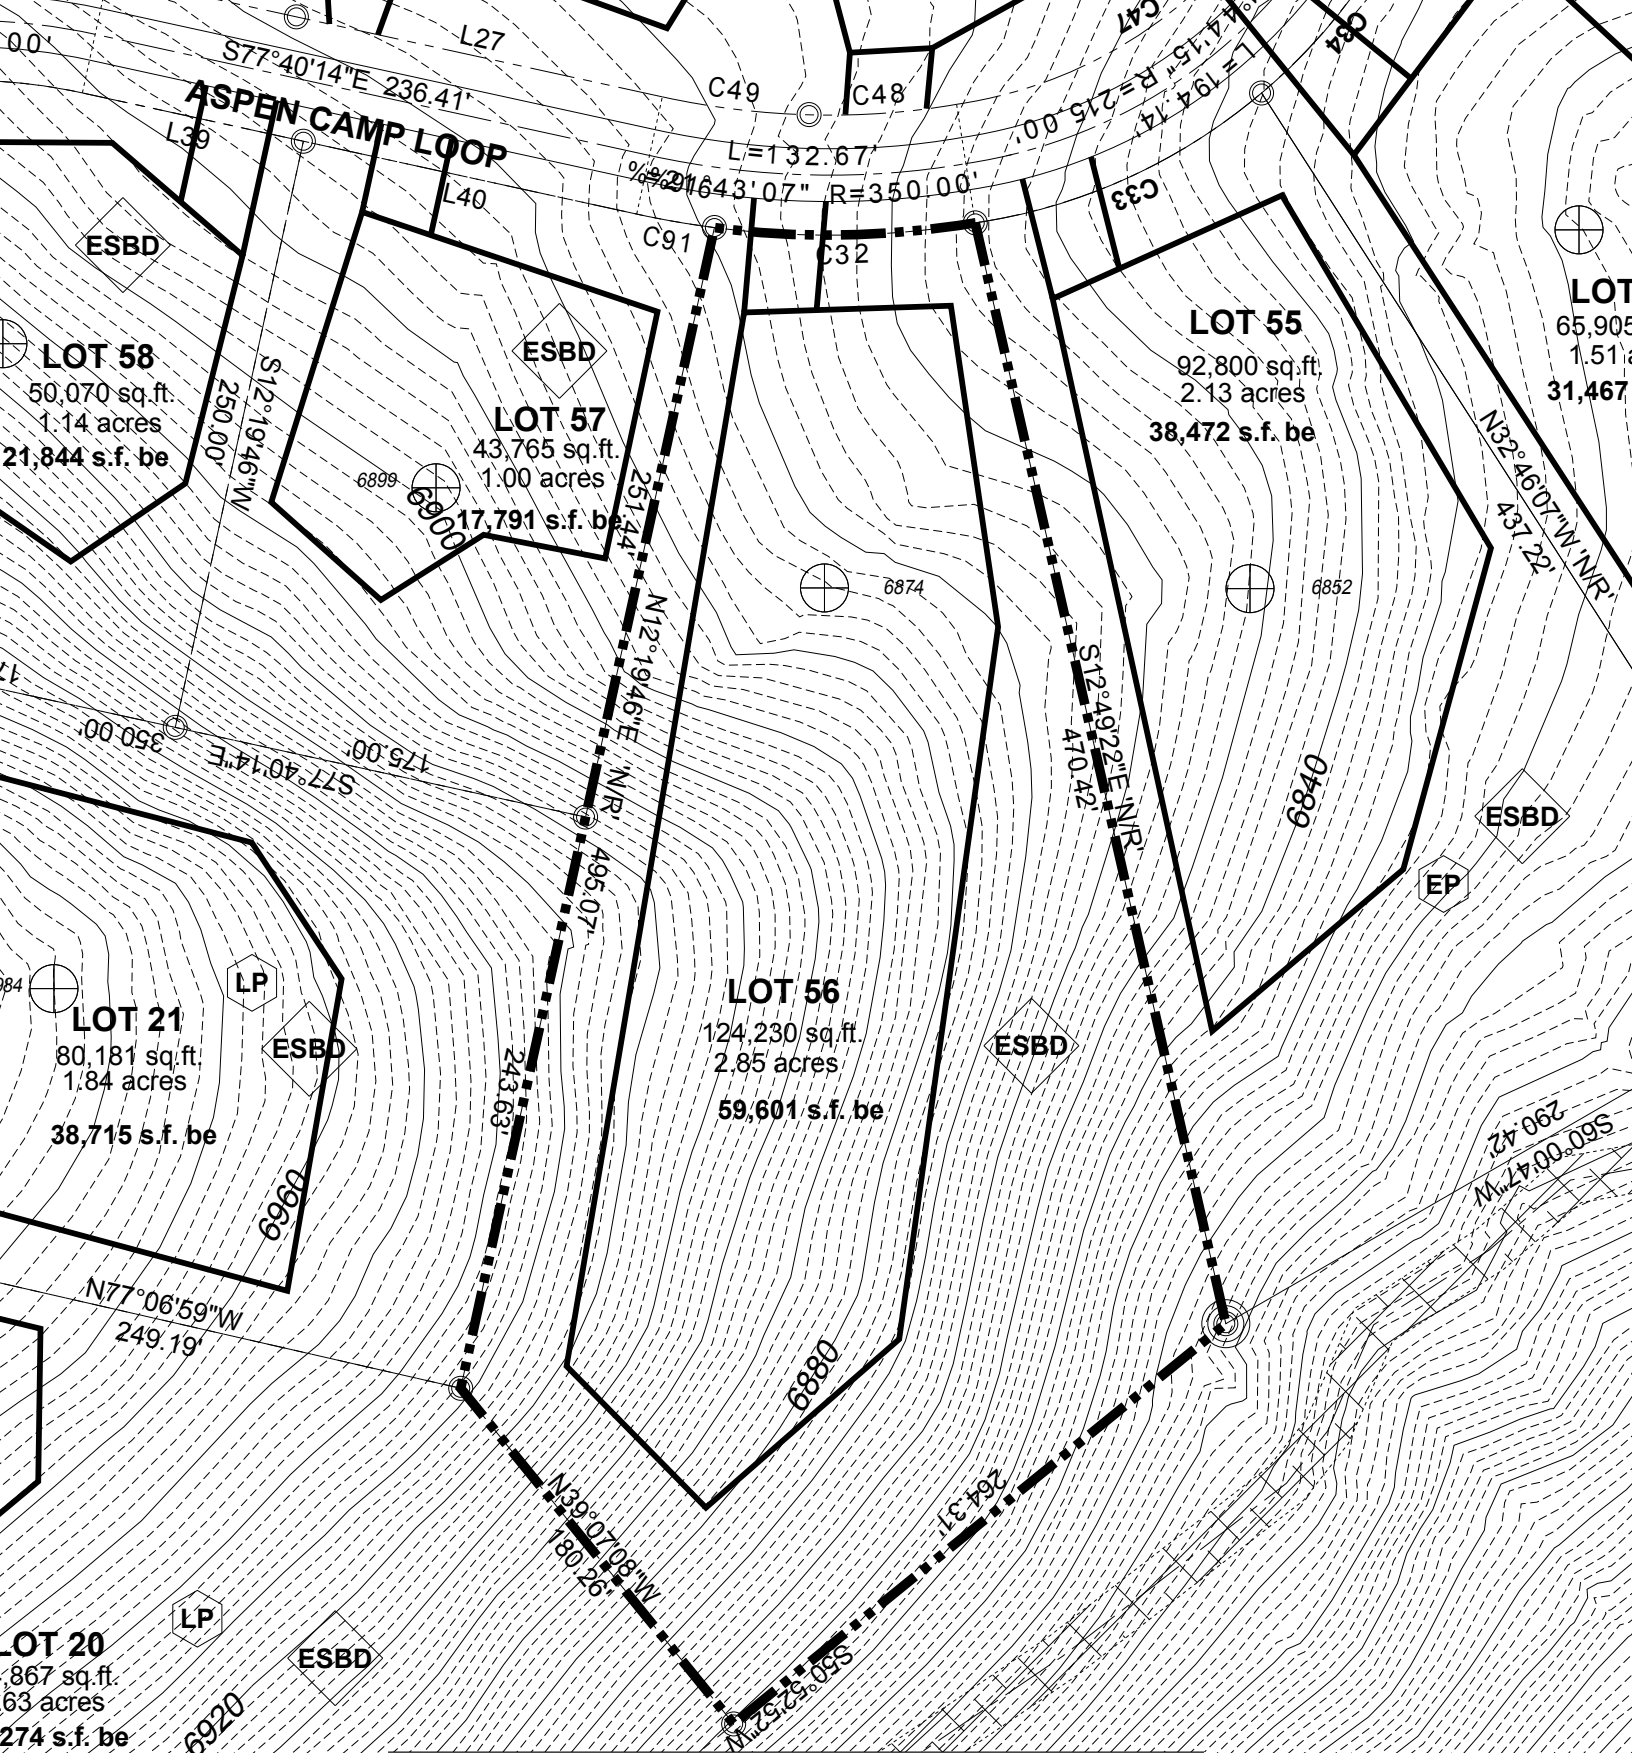 00'
S77°40'14"E 236.41'
L27
ASPEN CAMP LOOP
L39
L40
C49
C48
C47
C34
L=194.14'
R=215.00'
L=132.67'
43'07" R=350.00'
C91
C32
C33
ESBD
LOT 58
50,070 sq.ft.
1.14 acres
21,844 s.f. be
S12°19'46"W
250.00'
ESBD
LOT 57
43,765 sq.ft.
1.00 acres
17,791 s.f. be
6899
6900
251.44'
N12°19'46"E 'N/R'
495.07'
243.63'
6874
LOT 55
92,800 sq.ft.
2.13 acres
38,472 s.f. be
6852
6840
LOT
65,905
1.51 a
31,467
N32°46'07"W 'N/R'
437.22'
S12°49'22"E 'N/R'
470.42'
350.00'
S77°40'14"E
175.00'
ESBD
EP
984
LP
LOT 21
80,181 sq.ft.
1.84 acres
38,715 s.f. be
ESBD
6960
LOT 56
124,230 sq.ft.
2.85 acres
59,601 s.f. be
ESBD
6880
N77°06'59"W
249.19'
290.42'
S60°00'47"W
N39°07'08"W
180.26'
264.31'
S50°52'52"W
LP
ESBD
LOT 20
,867 sq.ft.
.63 acres
274 s.f. be
6920